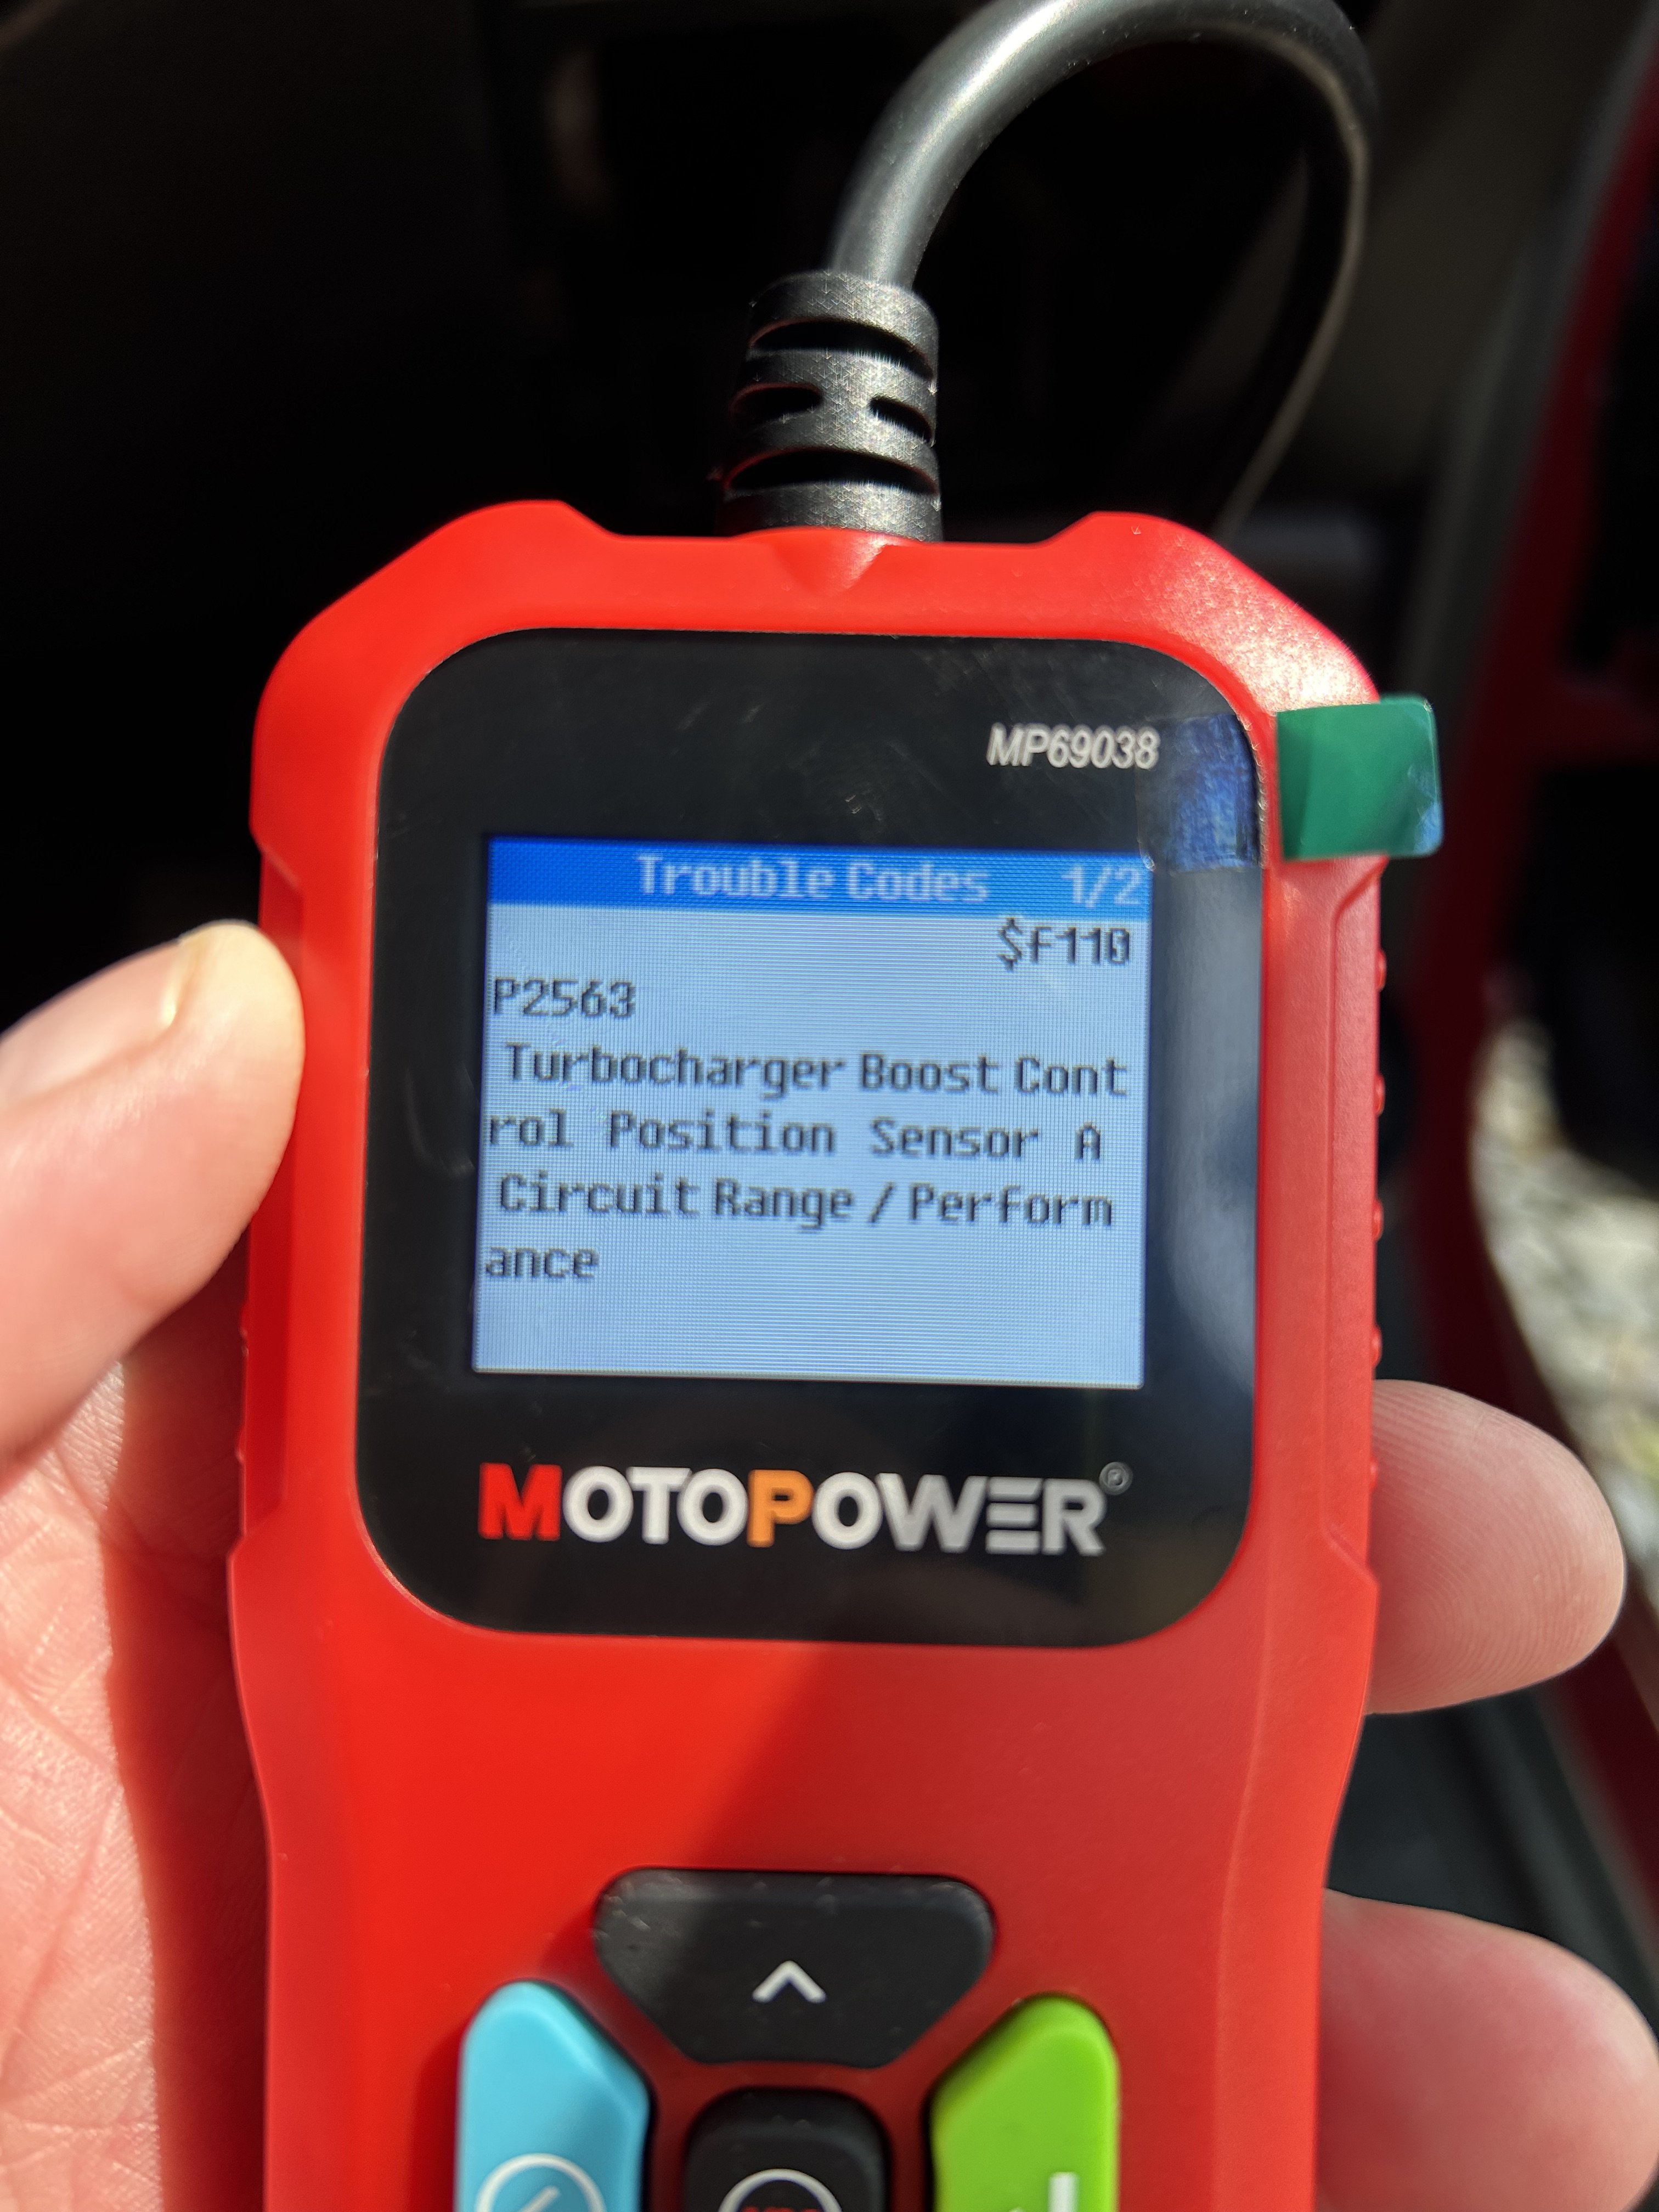 MP69038
Trouble Codes 1/2
$F110
P2563
Turbocharger Boost Cont
rol Position Sensor A
Circuit Range / Perform
ance
MOTOPOWER®